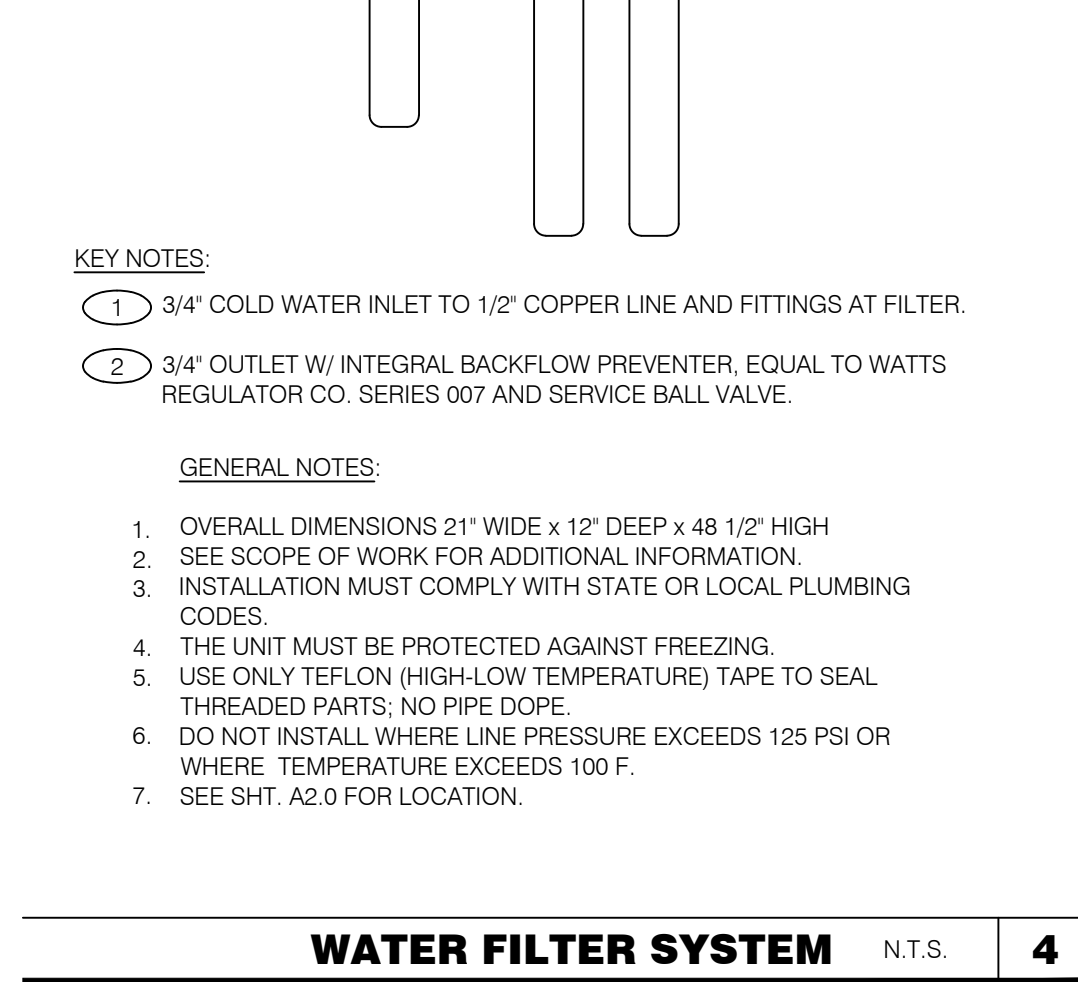 KEY NOTES:
1 3/4" COLD WATER INLET TO 1/2" COPPER LINE AND FITTINGS AT FILTER.
2 3/4" OUTLET W/ INTEGRAL BACKFLOW PREVENTER, EQUAL TO WATTS
REGULATOR CO. SERIES 007 AND SERVICE BALL VALVE.
GENERAL NOTES:
1. OVERALL DIMENSIONS 21" WIDE x 12" DEEP x 48 1/2" HIGH
2. SEE SCOPE OF WORK FOR ADDITIONAL INFORMATION.
3. INSTALLATION MUST COMPLY WITH STATE OR LOCAL PLUMBING
CODES.
4. THE UNIT MUST BE PROTECTED AGAINST FREEZING.
5. USE ONLY TEFLON (HIGH-LOW TEMPERATURE) TAPE TO SEAL
THREADED PARTS; NO PIPE DOPE.
6. DO NOT INSTALL WHERE LINE PRESSURE EXCEEDS 125 PSI OR
WHERE TEMPERATURE EXCEEDS 100 F.
7. SEE SHT. A2.0 FOR LOCATION.
WATER FILTER SYSTEM N.T.S. 4